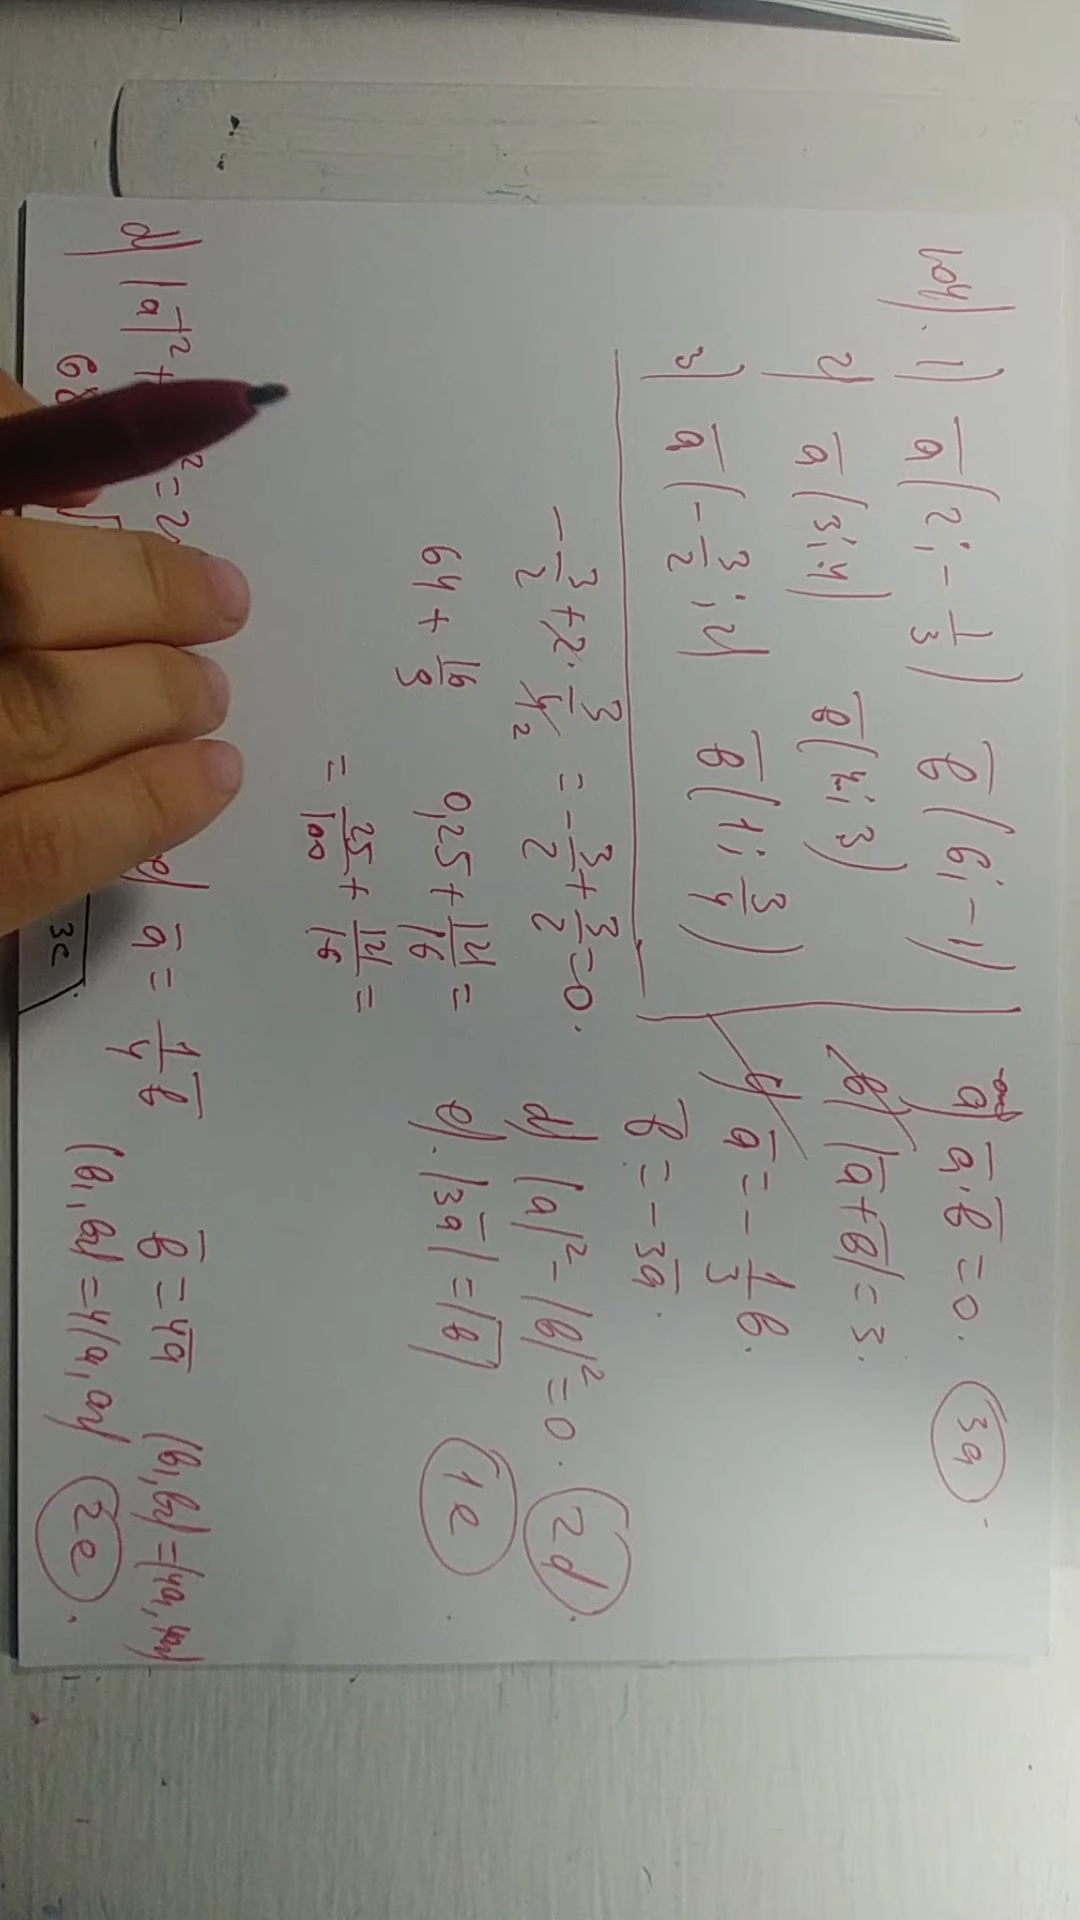 1) a̅(2; -1/3) b̅(6; -1)
2) a̅(3; 4) b̅(4; 3)
3) a̅(-3/2; 2) b̅(1; 3/4)
-3/2 + 2 · 3/4 = -3/2 + 3/2 = 0.
64 + 16/9 0,25 + 121/16 =
= 25/100 + 121/16 =
a) a̅ · b̅ = 0. 3a
b) |a̅ + b̅| = 3.
a̅ = -1/3 b.
b̅ = -3a̅.
d) |a|² - |b|² = 0. 2d.
e). |3a̅| = |b̅| 1e
d) |a̅|² + ² = 2
68 √
e) a̅ = 1/4 b̅ b̅ = 4a̅ (b₁, b₂) = (4a₁, 4a₂)
(b₁, b₂) = 4(a₁, a₂) 2e.
3c